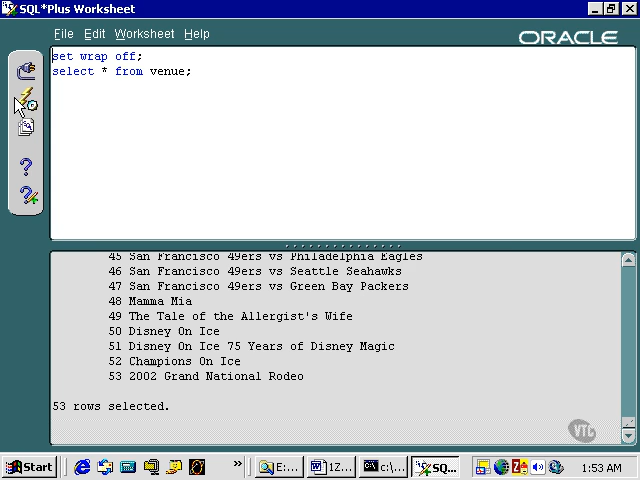 SQL*Plus Worksheet
File Edit Worksheet Help
ORACLE
set wrap off;
select * from venue;
45 San Francisco 49ers vs Philadelphia Eagles
46 San Francisco 49ers vs Seattle Seahawks
47 San Francisco 49ers vs Green Bay Packers
48 Mamma Mia
49 The Tale of the Allergist's Wife
50 Disney On Ice
51 Disney On Ice 75 Years of Disney Magic
52 Champions On Ice
53 2002 Grand National Rodeo
53 rows selected.
VTC
Start » E:... 1Z... c:\... SQ... 1:53 AM